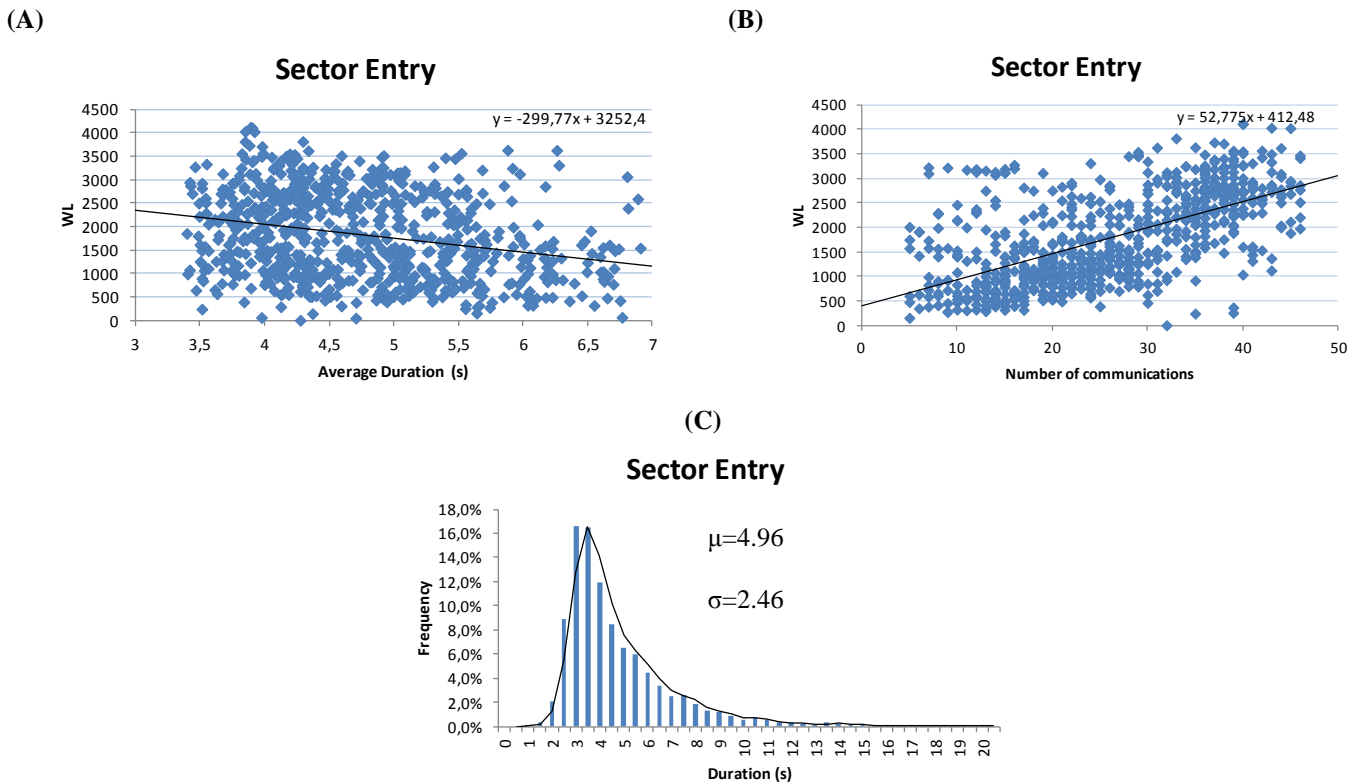 (A)
Sector Entry
y = -299,77x + 3252,4
WL
4500
4000
3500
3000
2500
2000
1500
1000
500
0
3 3,5 4 4,5 5 5,5 6 6,5 7
Average Duration (s)
(B)
Sector Entry
y = 52,775x + 412,48
WL
4500
4000
3500
3000
2500
2000
1500
1000
500
0
0 10 20 30 40 50
Number of communications
(C)
Sector Entry
μ=4.96
σ=2.46
Frequency
18,0%
16,0%
14,0%
12,0%
10,0%
8,0%
6,0%
4,0%
2,0%
0,0%
0 1 2 3 4 5 6 7 8 9 10 11 12 13 14 15 16 17 18 19 20
Duration (s)